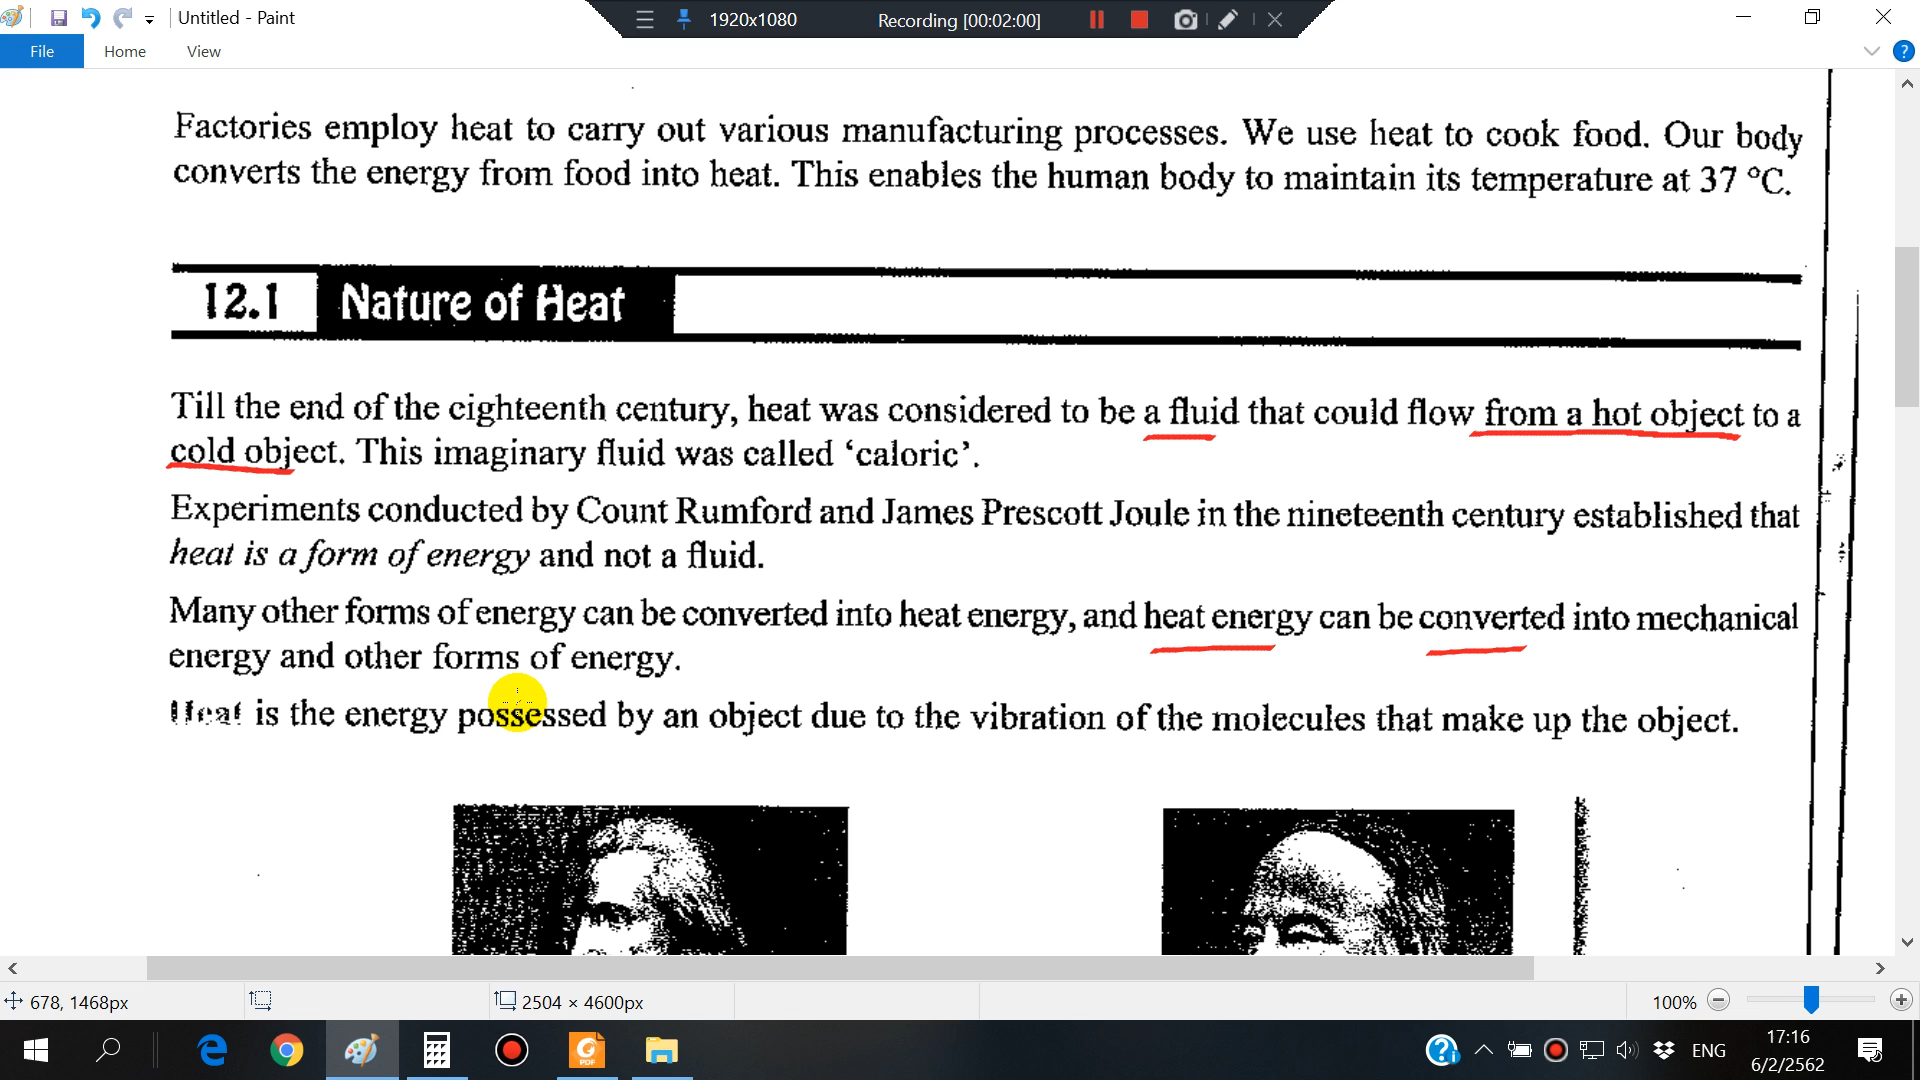 Untitled - Paint
1920x1080
Recording [00:02:00]
File
Home
View
Factories employ heat to carry out various manufacturing processes. We use heat to cook food. Our body
converts the energy from food into heat. This enables the human body to maintain its temperature at 37 °C.
12.1 Nature of Heat
Till the end of the eighteenth century, heat was considered to be a fluid that could flow from a hot object to a
cold object. This imaginary fluid was called ‘caloric’.
Experiments conducted by Count Rumford and James Prescott Joule in the nineteenth century established that
heat is a form of energy and not a fluid.
Many other forms of energy can be converted into heat energy, and heat energy can be converted into mechanical
energy and other forms of energy.
Heat is the energy possessed by an object due to the vibration of the molecules that make up the object.
678, 1468px
2504 × 4600px
100%
PDF
ENG
17:16
6/2/2562